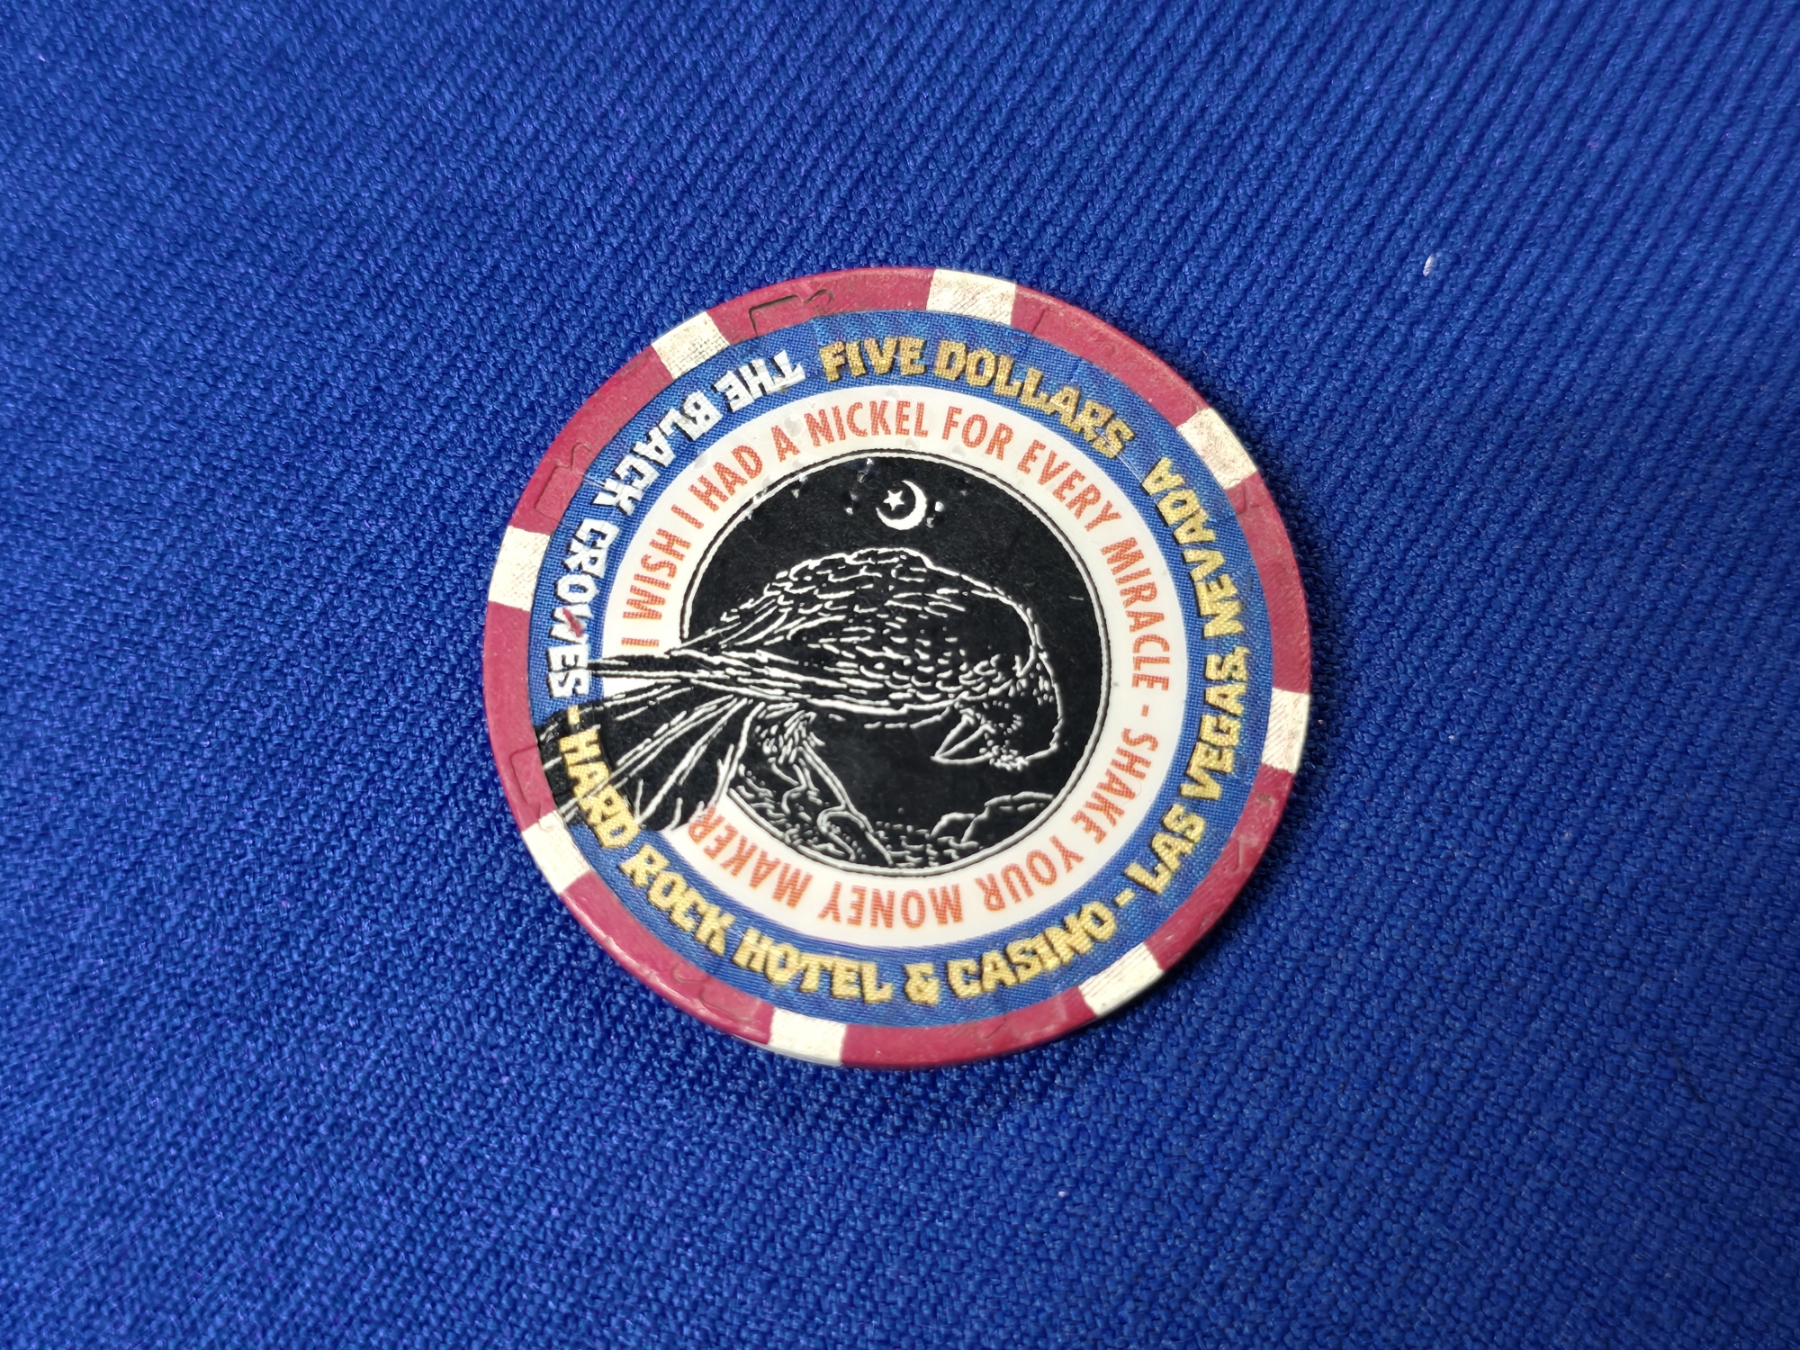 FIVE DOLLARS
THE BLACK CROWES - HARD ROCK HOTEL & CASINO - LAS VEGAS, NEVADA
I WISH I HAD A NICKEL FOR EVERY MIRACLE - SHAKE YOUR MONEY MAKER